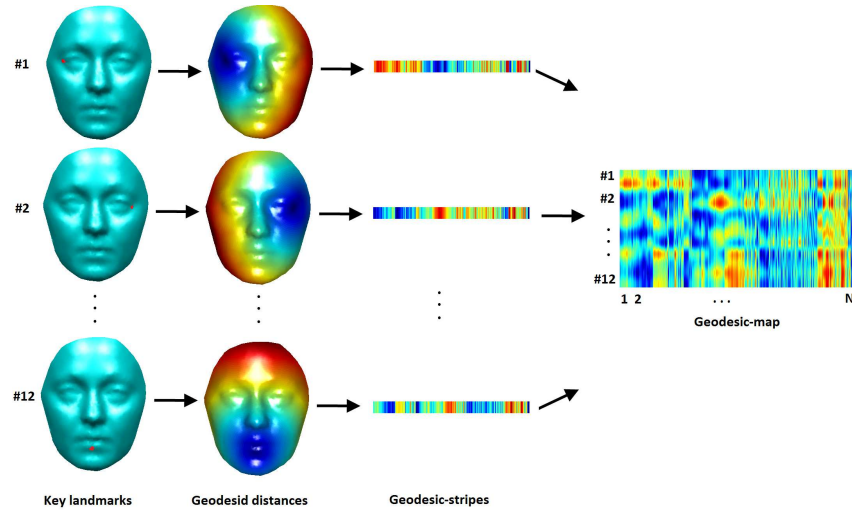 #1
#2
#12
#1
#2
.
.
.
#12
1 2 ... N
Geodesic-map
Key landmarks
Geodesid distances
Geodesic-stripes